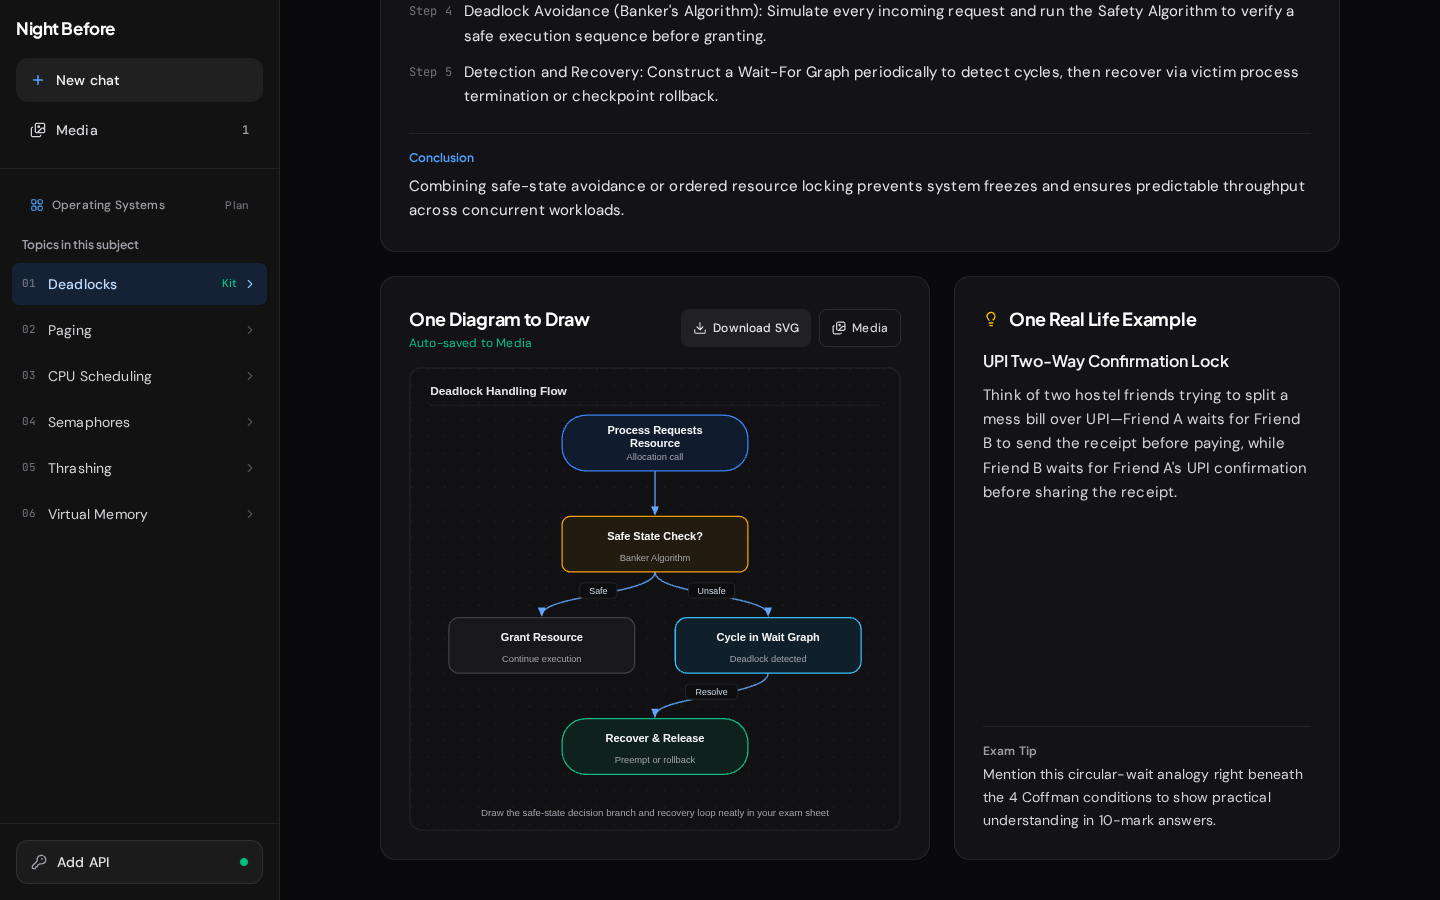 Night Before
New chat
Media 1
Operating Systems Plan
Topics in this subject
01 Deadlocks Kit
02 Paging
03 CPU Scheduling
04 Semaphores
05 Thrashing
06 Virtual Memory
Add API
Step 4 Deadlock Avoidance (Banker's Algorithm): Simulate every incoming request and run the Safety Algorithm to verify a
safe execution sequence before granting.
Step 5 Detection and Recovery: Construct a Wait-For Graph periodically to detect cycles, then recover via victim process
termination or checkpoint rollback.
Conclusion
Combining safe-state avoidance or ordered resource locking prevents system freezes and ensures predictable throughput
across concurrent workloads.
One Diagram to Draw
Auto-saved to Media
Download SVG
Media
Deadlock Handling Flow
Process Requests
Resource
Allocation call
Safe State Check?
Banker Algorithm
Safe
Unsafe
Grant Resource
Continue execution
Cycle in Wait Graph
Deadlock detected
Resolve
Recover & Release
Preempt or rollback
Draw the safe-state decision branch and recovery loop neatly in your exam sheet
One Real Life Example
UPI Two-Way Confirmation Lock
Think of two hostel friends trying to split a
mess bill over UPI—Friend A waits for Friend
B to send the receipt before paying, while
Friend B waits for Friend A's UPI confirmation
before sharing the receipt.
Exam Tip
Mention this circular-wait analogy right beneath
the 4 Coffman conditions to show practical
understanding in 10-mark answers.